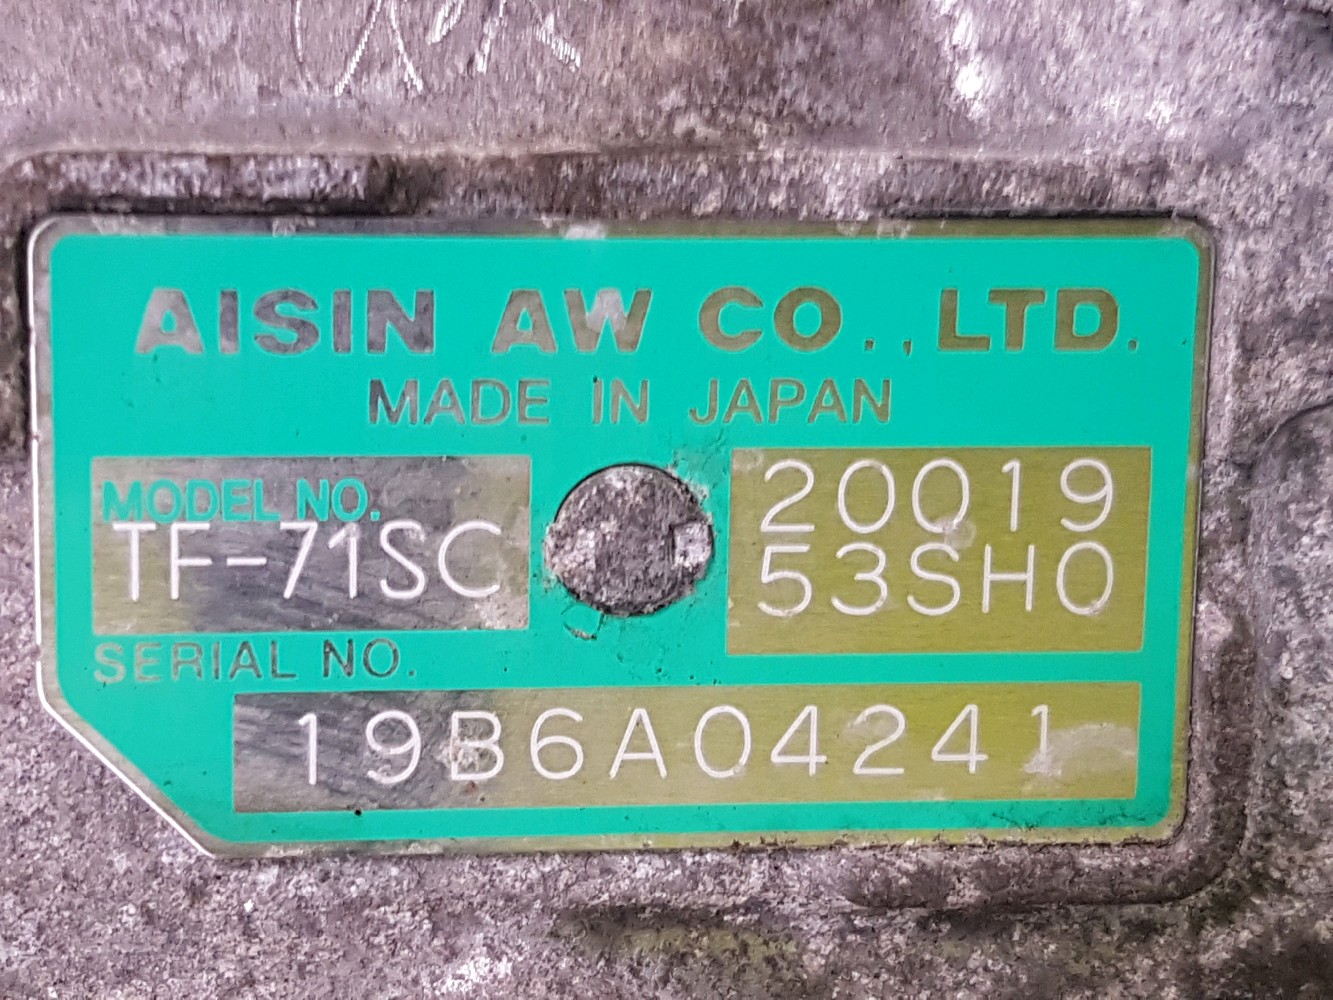 AISIN AW CO., LTD.
MADE IN JAPAN
MODEL NO.
TF-71SC
20019
53SH0
SERIAL NO.
19B6A04241